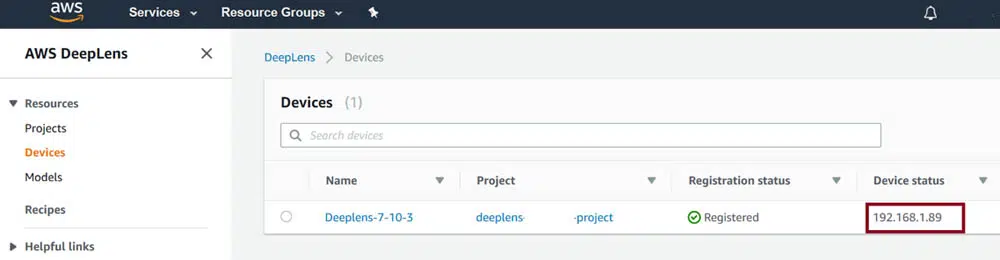 aws Services Resource Groups
AWS DeepLens
DeepLens Devices
Resources
Projects
Devices
Models
Recipes
Helpful links
Devices (1)
Search devices
Name Project Registration status Device status
Deeplens-7-10-3 deeplens- -project Registered 192.168.1.89